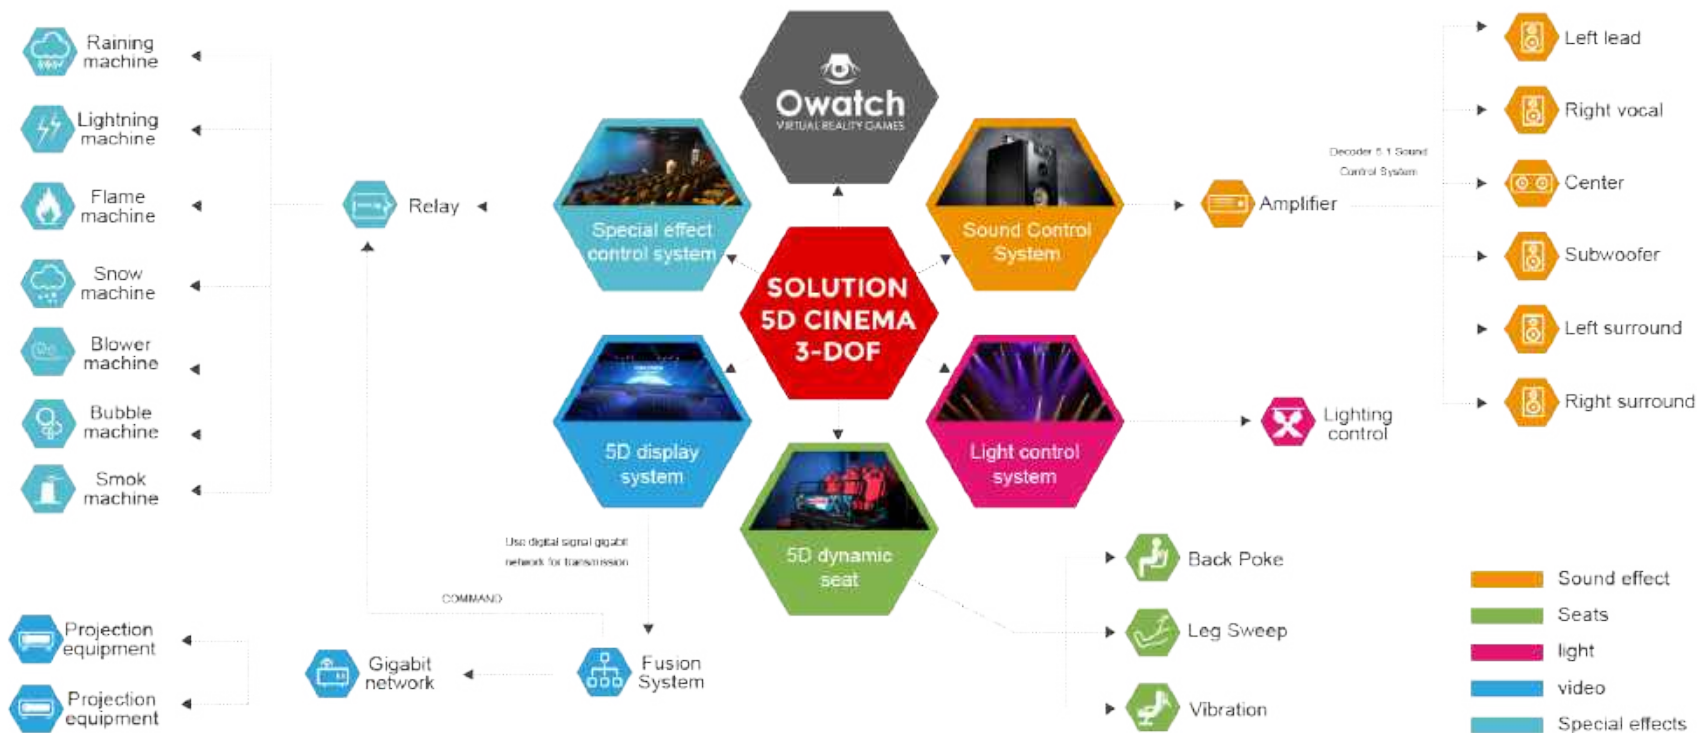 Owatch
VIRTUAL REALITY GAMES
SOLUTION
5D CINEMA
3-DOF
Special effect
control system
Sound Control
System
5D display
system
Light control
system
5D dynamic
seat
Relay
Raining
machine
Lightning
machine
Flame
machine
Snow
machine
Blower
machine
Bubble
machine
Smok
machine
Amplifier
Decoder 5.1 Sound
Control System
Left lead
Right vocal
Center
Subwoofer
Left surround
Right surround
Lighting
control
Use digital signal gigabit
network for transmission
COMMAND
Fusion
System
Gigabit
network
Projection
equipment
Projection
equipment
Back Poke
Leg Sweep
Vibration
Sound effect
Seats
light
video
Special effects